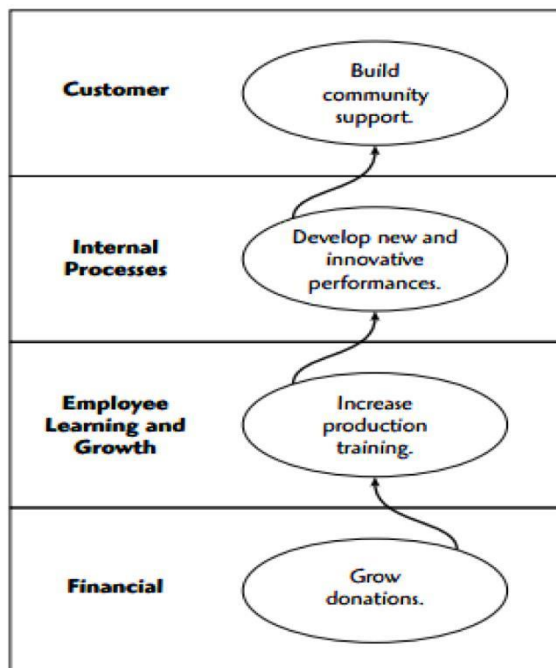 Customer
Build
community
support.
Internal
Processes
Develop new and
innovative
performances.
Employee
Learning and
Growth
Increase
production
training.
Financial
Grow
donations.